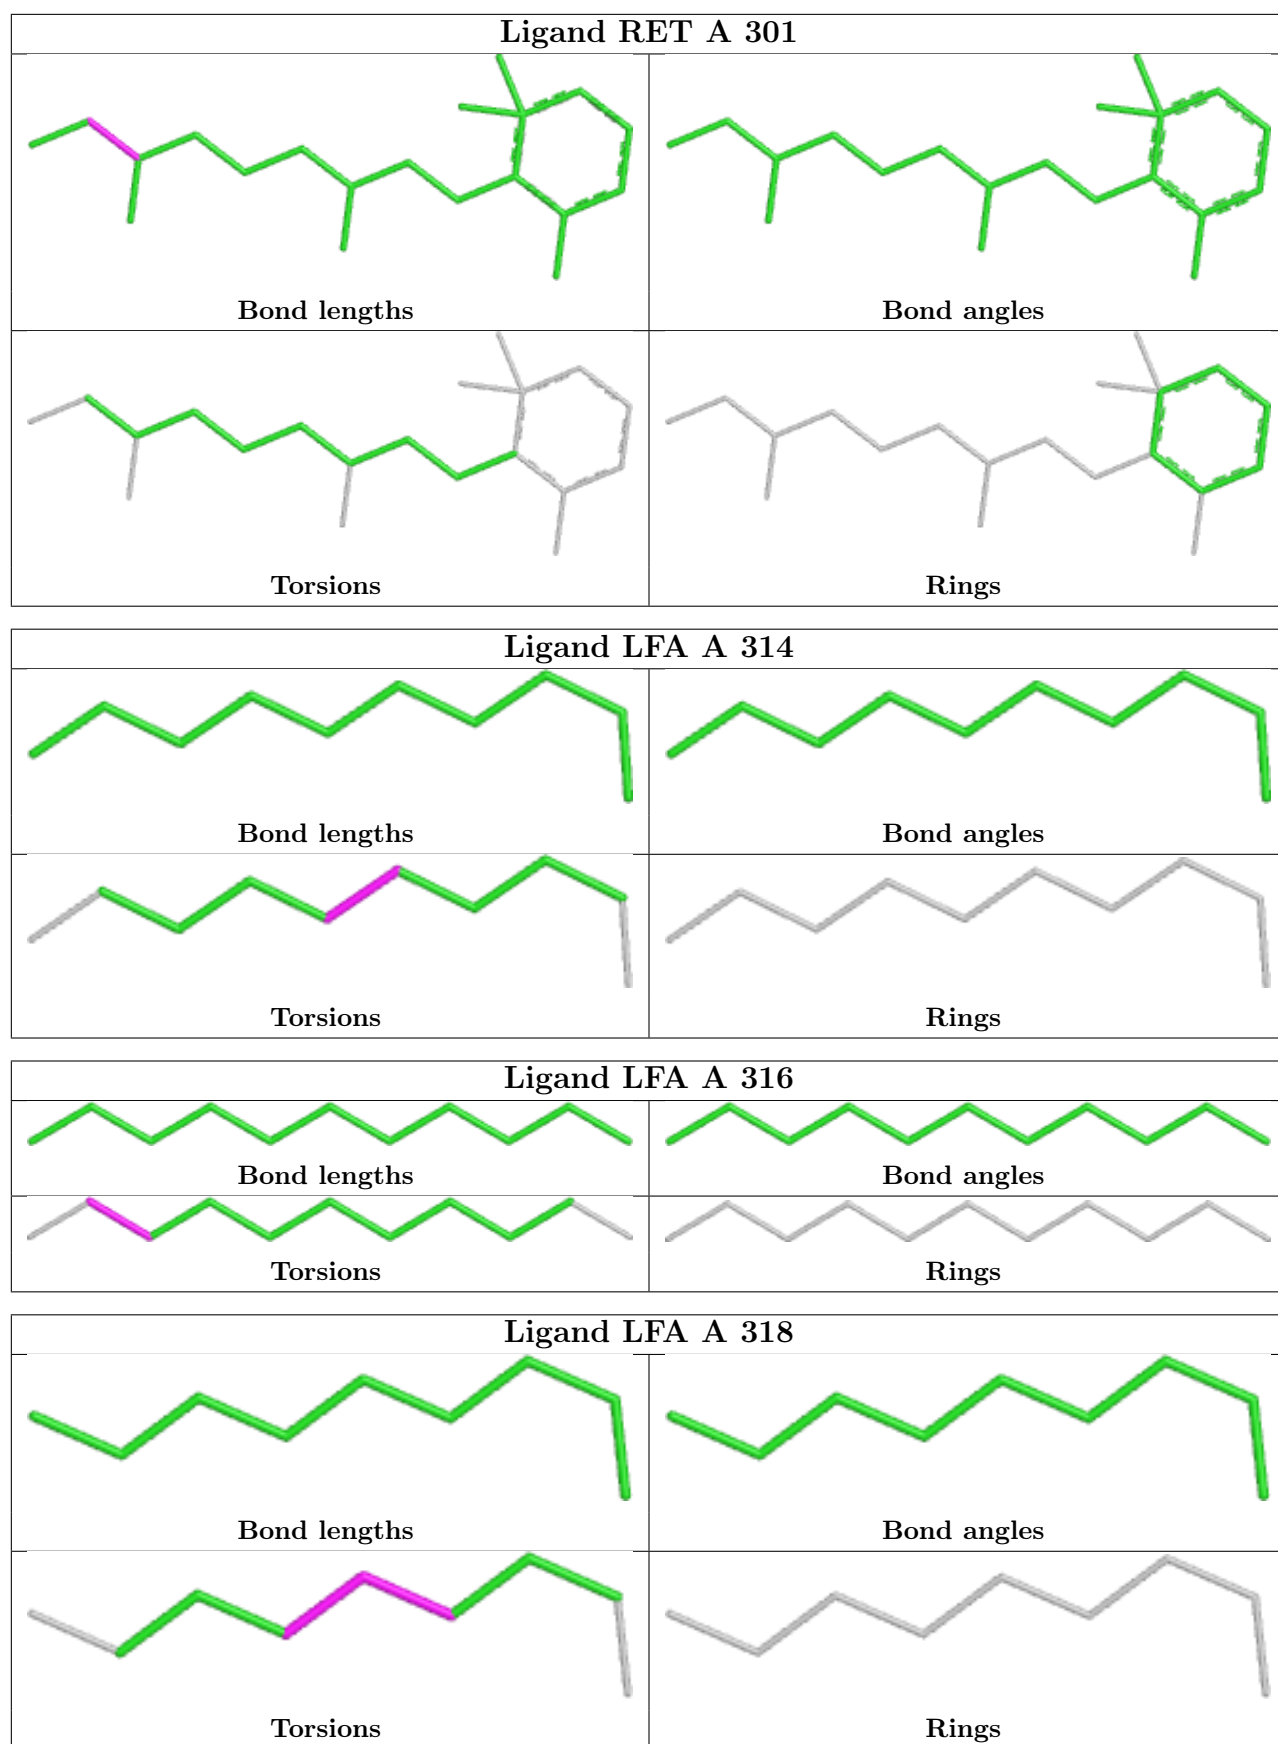 Ligand RET A 301
Bond lengths
Bond angles
Torsions
Rings
Ligand LFA A 314
Bond lengths
Bond angles
Torsions
Rings
Ligand LFA A 316
Bond lengths
Bond angles
Torsions
Rings
Ligand LFA A 318
Bond lengths
Bond angles
Torsions
Rings